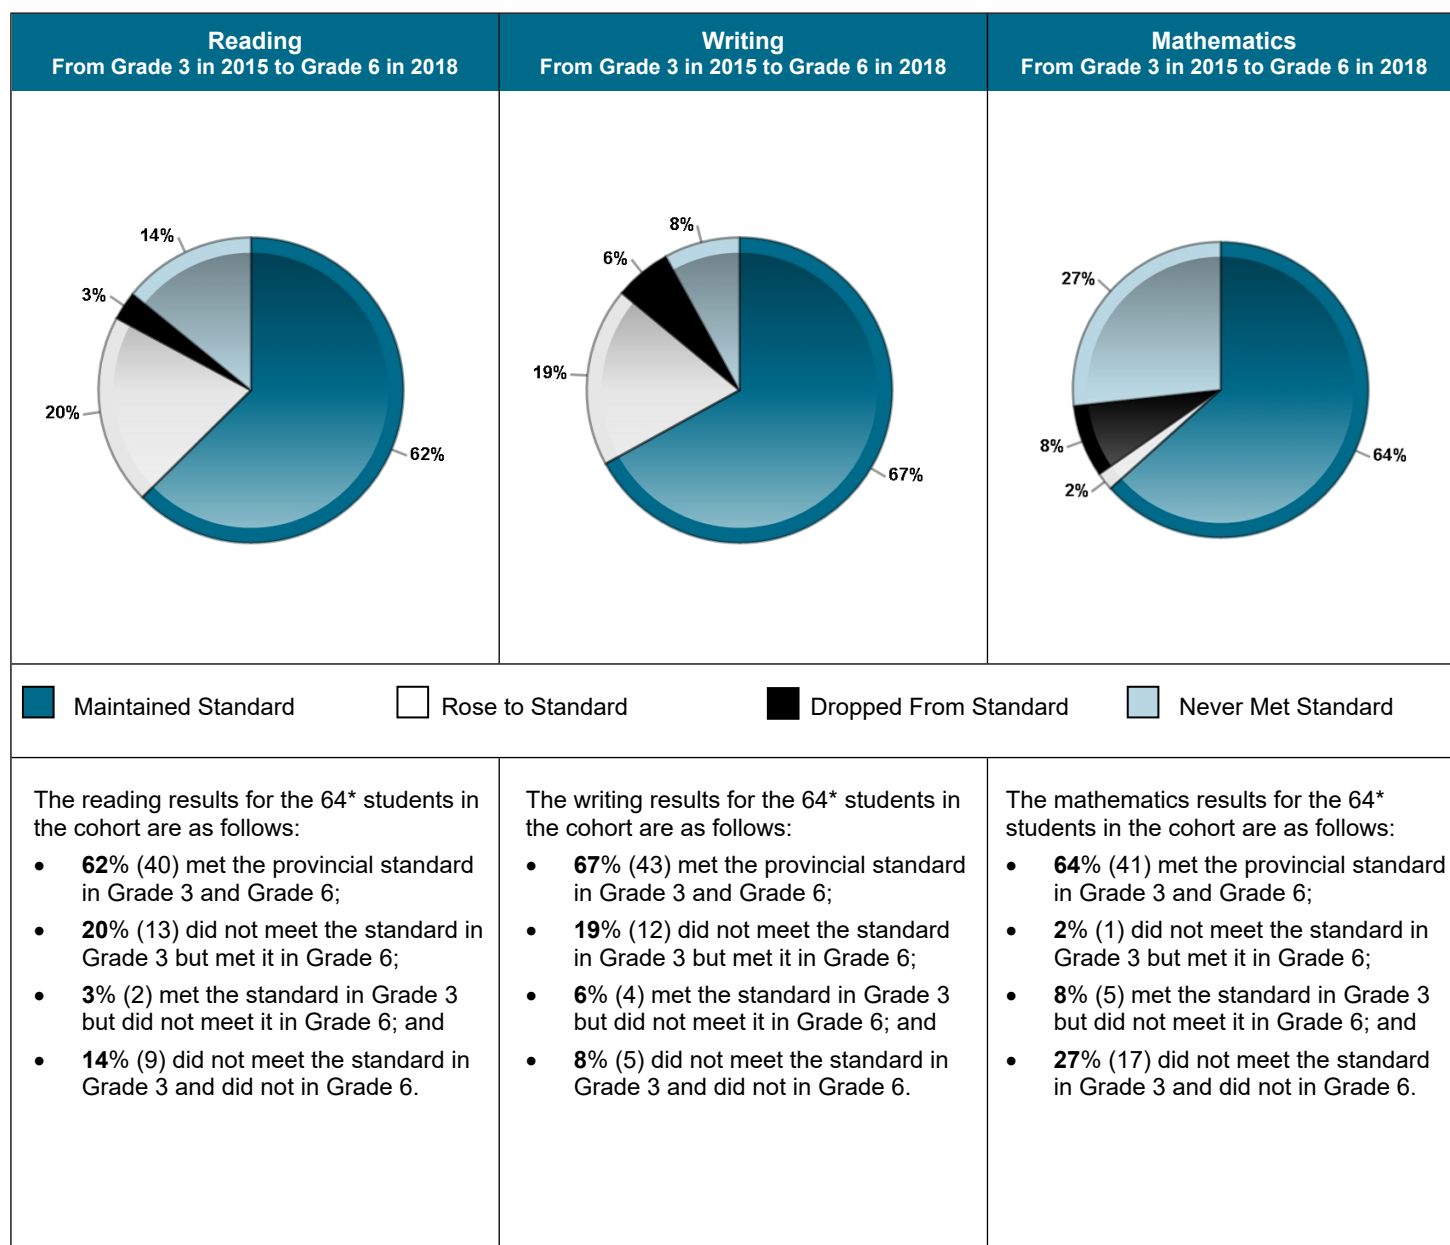 Reading
From Grade 3 in 2015 to Grade 6 in 2018
Writing
From Grade 3 in 2015 to Grade 6 in 2018
Mathematics
From Grade 3 in 2015 to Grade 6 in 2018
14%
3%
20%
62%
8%
6%
19%
67%
27%
8%
2%
64%
Maintained Standard
Rose to Standard
Dropped From Standard
Never Met Standard
The reading results for the 64* students in
the cohort are as follows:
• 62% (40) met the provincial standard
in Grade 3 and Grade 6;
• 20% (13) did not meet the standard in
Grade 3 but met it in Grade 6;
• 3% (2) met the standard in Grade 3
but did not meet it in Grade 6; and
• 14% (9) did not meet the standard in
Grade 3 and did not in Grade 6.
The writing results for the 64* students in
the cohort are as follows:
• 67% (43) met the provincial standard
in Grade 3 and Grade 6;
• 19% (12) did not meet the standard
in Grade 3 but met it in Grade 6;
• 6% (4) met the standard in Grade 3
but did not meet it in Grade 6; and
• 8% (5) did not meet the standard in
Grade 3 and did not in Grade 6.
The mathematics results for the 64*
students in the cohort are as follows:
• 64% (41) met the provincial standard
in Grade 3 and Grade 6;
• 2% (1) did not meet the standard in
Grade 3 but met it in Grade 6;
• 8% (5) met the standard in Grade 3
but did not meet it in Grade 6; and
• 27% (17) did not meet the standard
in Grade 3 and did not in Grade 6.